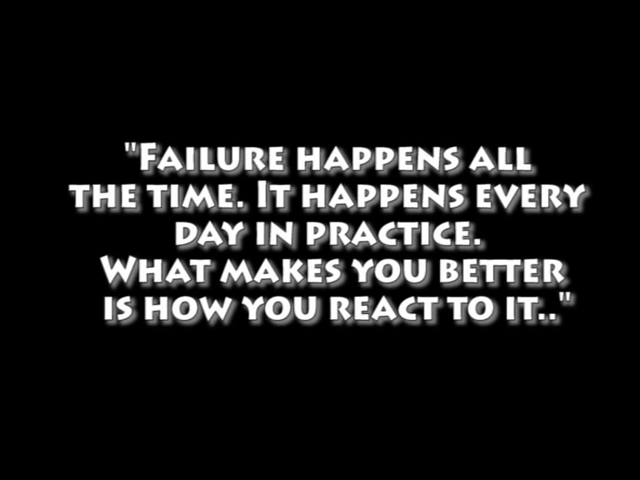 "Failure happens all
the time. It happens every
day in practice.
What makes you better
is how you react to it.."